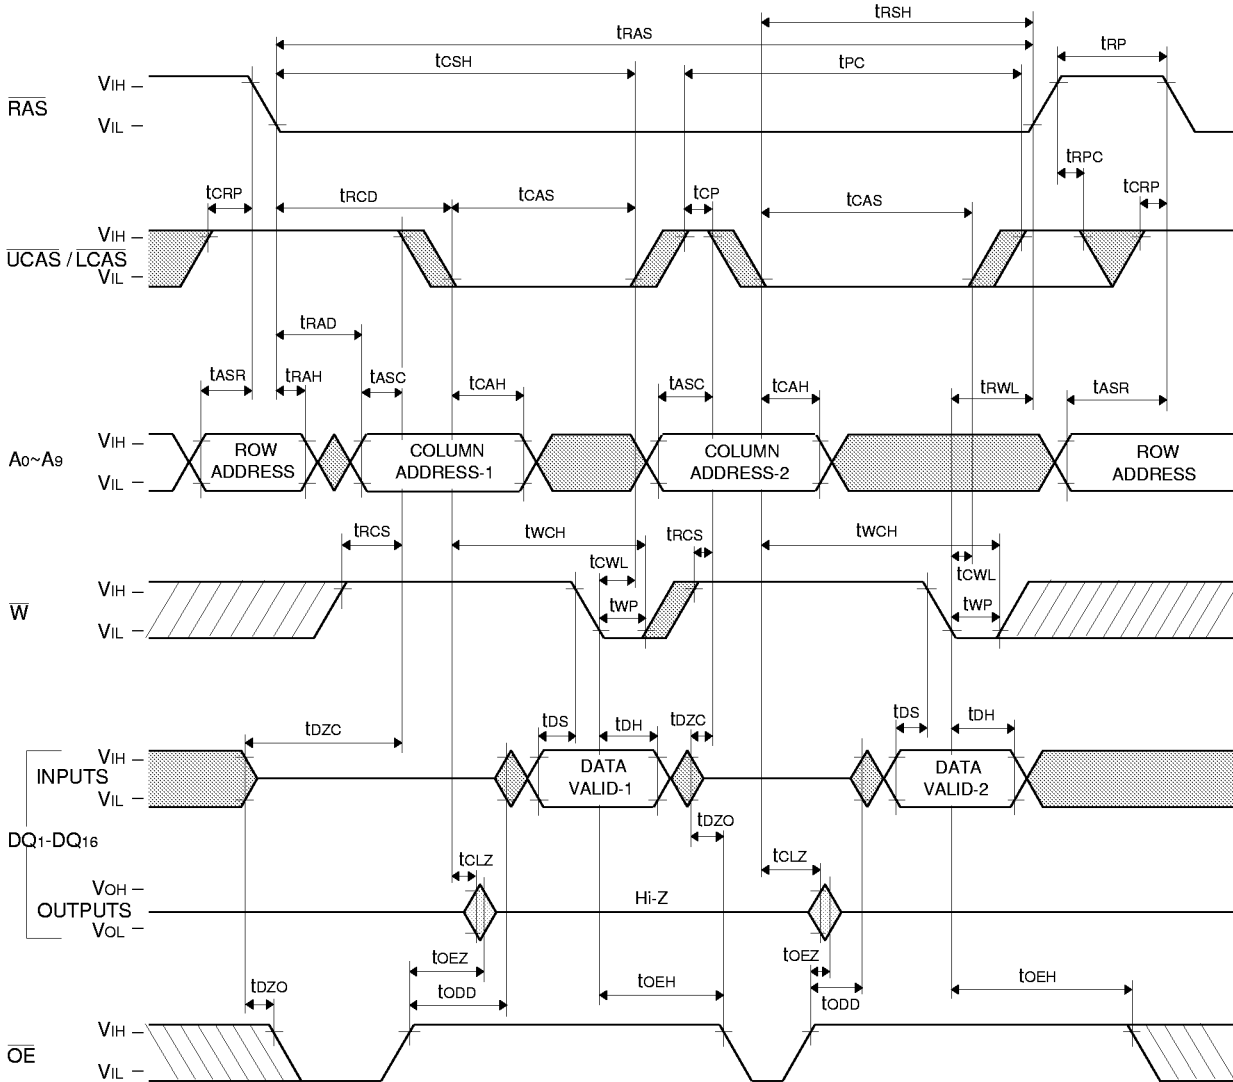 tRSH
tRAS
tRP
tCSH
tPC
VIH
RAS
VIL
tRPC
tCRP
tRCD
tCAS
tCP
tCAS
tCRP
VIH
UCAS / LCAS
VIL
tRAD
tASR
tRAH
tASC
tCAH
tASC
tCAH
tRWL
tASR
VIH
A0~A9
VIL
ROW
ADDRESS
COLUMN
ADDRESS-1
COLUMN
ADDRESS-2
ROW
ADDRESS
tRCS
tWCH
tRCS
tWCH
tCWL
tCWL
VIH
W
VIL
tWP
tWP
tDZC
tDS
tDH
tDZC
tDS
tDH
VIH
INPUTS
VIL
DATA
VALID-1
DATA
VALID-2
DQ1-DQ16
tDZO
tCLZ
tCLZ
VOH
OUTPUTS
VOL
Hi-Z
tOEZ
tOEZ
tDZO
tODD
tOEH
tODD
tOEH
VIH
OE
VIL